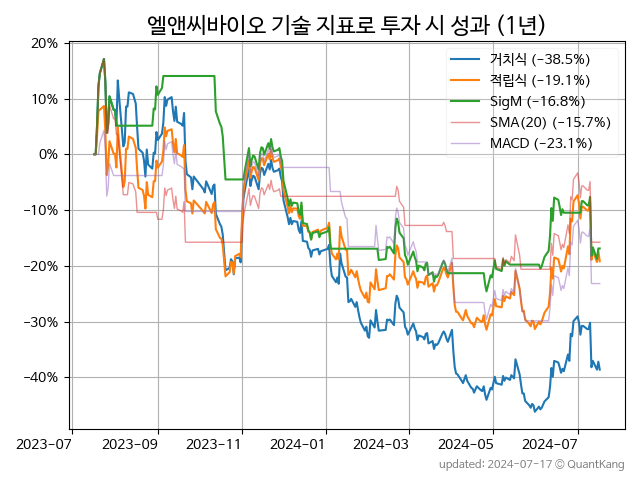 엘앤씨바이오 기술 지표로 투자 시 성과 (1년)
20%
10%
0%
−10%
−20%
−30%
−40%
거치식 (−38.5%)
적립식 (−19.1%)
SigM (−16.8%)
SMA(20) (−15.7%)
MACD (−23.1%)
2023-07 2023-09 2023-11 2024-01 2024-03 2024-05 2024-07
updated: 2024-07-17 © QuantKang